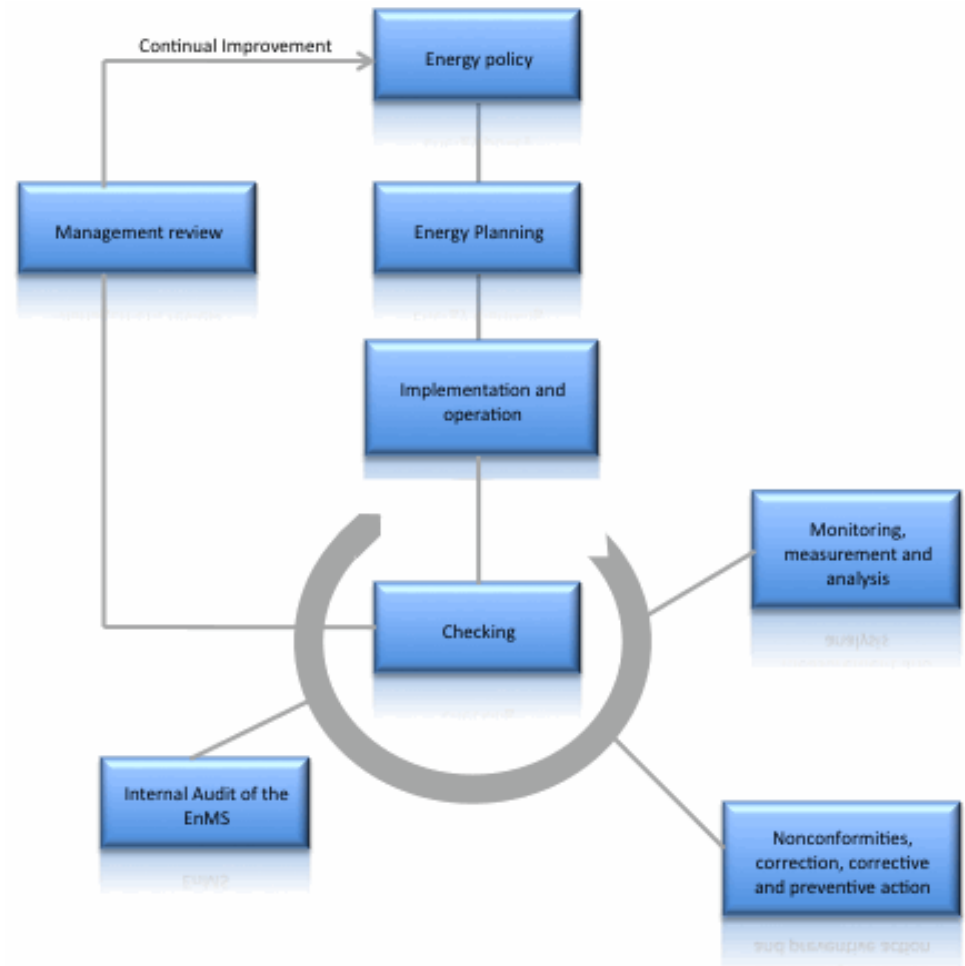 Continual Improvement
Energy policy
Management review
Energy Planning
Implementation and
operation
Monitoring,
measurement and
analysis
Checking
Internal Audit of the
EnMS
Nonconformities,
correction, corrective
and preventive action